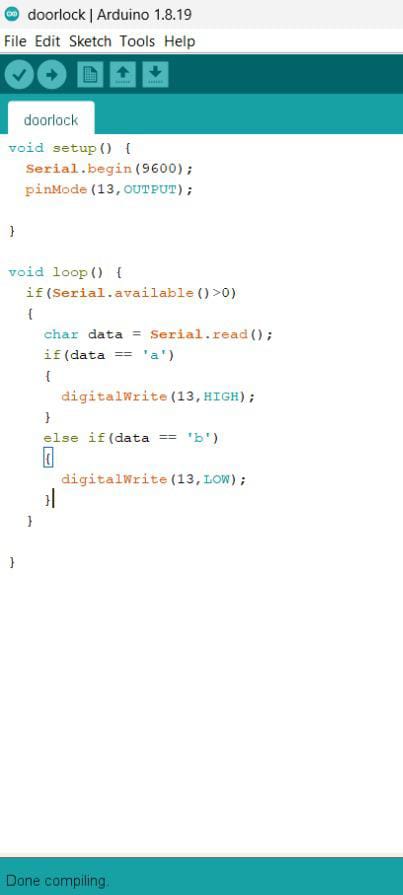 doorlock | Arduino 1.8.19
File Edit Sketch Tools Help
doorlock
void setup() {
  Serial.begin(9600);
  pinMode(13,OUTPUT);
}
void loop() {
  if(Serial.available()>0)
  {
    char data = Serial.read();
    if(data == 'a')
    {
      digitalWrite(13,HIGH);
    }
    else if(data == 'b')
    {
      digitalWrite(13,LOW);
    }
  }
}
Done compiling.